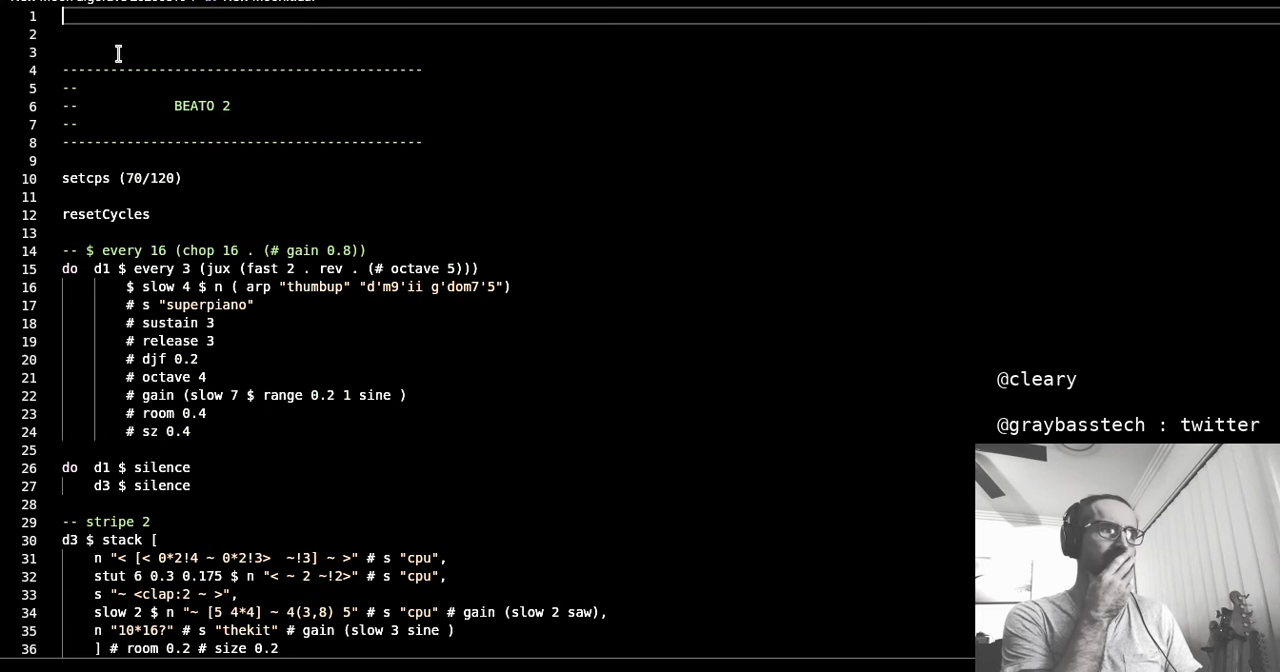 1
2
3
4 ---------------------------------------------
5 --
6 -- BEATO 2
7 --
8 ---------------------------------------------
9
10 setcps (70/120)
11
12 resetCycles
13
14 -- $ every 16 (chop 16 . (# gain 0.8))
15 do d1 $ every 3 (jux (fast 2 . rev . (# octave 5)))
16 $ slow 4 $ n ( arp "thumbup" "d'm9'ii g'dom7'5")
17 # s "superpiano"
18 # sustain 3
19 # release 3
20 # djf 0.2
21 # octave 4
22 # gain (slow 7 $ range 0.2 1 sine )
23 # room 0.4
24 # sz 0.4
25
26 do d1 $ silence
27 d3 $ silence
28
29 -- stripe 2
30 d3 $ stack [
31 n "< [< 0*2!4 ~ 0*2!3> ~!3] ~ >" # s "cpu",
32 stut 6 0.3 0.175 $ n "< ~ 2 ~!2>" # s "cpu",
33 s "~ <clap:2 ~ >",
34 slow 2 $ n "~ [5 4*4] ~ 4(3,8) 5" # s "cpu" # gain (slow 2 saw),
35 n "10*16?" # s "thekit" # gain (slow 3 sine )
36 ] # room 0.2 # size 0.2
@cleary
@graybasstech : twitter